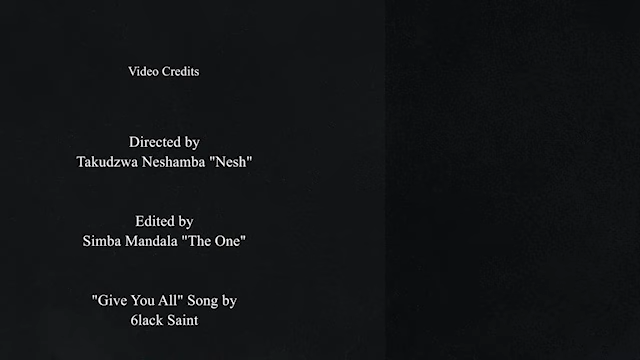 Video Credits
Directed by
Takudzwa Neshamba "Nesh"
Edited by
Simba Mandala "The One"
"Give You All" Song by
6lack Saint